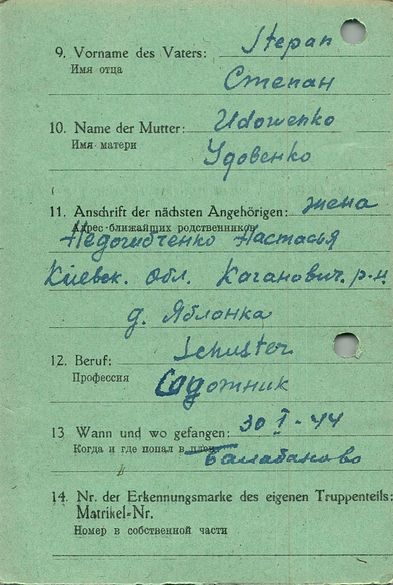 9. Vorname des Vaters: Stepan
Имя отца
Степан
10. Name der Mutter: Udowenko
Имя матери
Удовенко
11. Anschrift der nächsten Angehörigen: жена
Адрес ближайших родственников
Недогибченко Настасья
Киевск. обл. Каганович. р-н.
д. Яблонка
12. Beruf: Schuster
Профессия
Садожник
13 Wann und wo gefangen: 30 I - 44
Когда и где попал в плен
Балабаново
14. Nr. der Erkennungsmarke des eigenen Truppenteils:
Matrikel-Nr.
Номер в собственной части